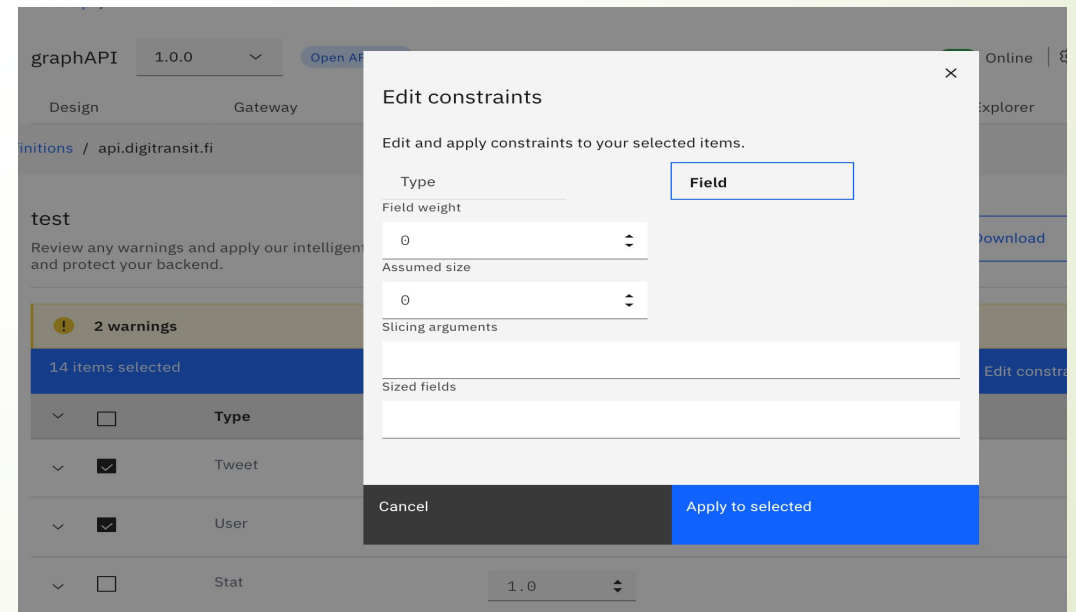 graphAPI 1.0.0 Open AP Online
Design Gateway Explorer
initions / api.digitransit.fi
Edit constraints
Edit and apply constraints to your selected items.
Type Field
Field weight
0
Assumed size
0
Slicing arguments
Sized fields
Cancel Apply to selected
test
Review any warnings and apply our intelligent
and protect your backend.
Download
2 warnings
14 items selected Edit constra
Type
Tweet
User
Stat 1.0